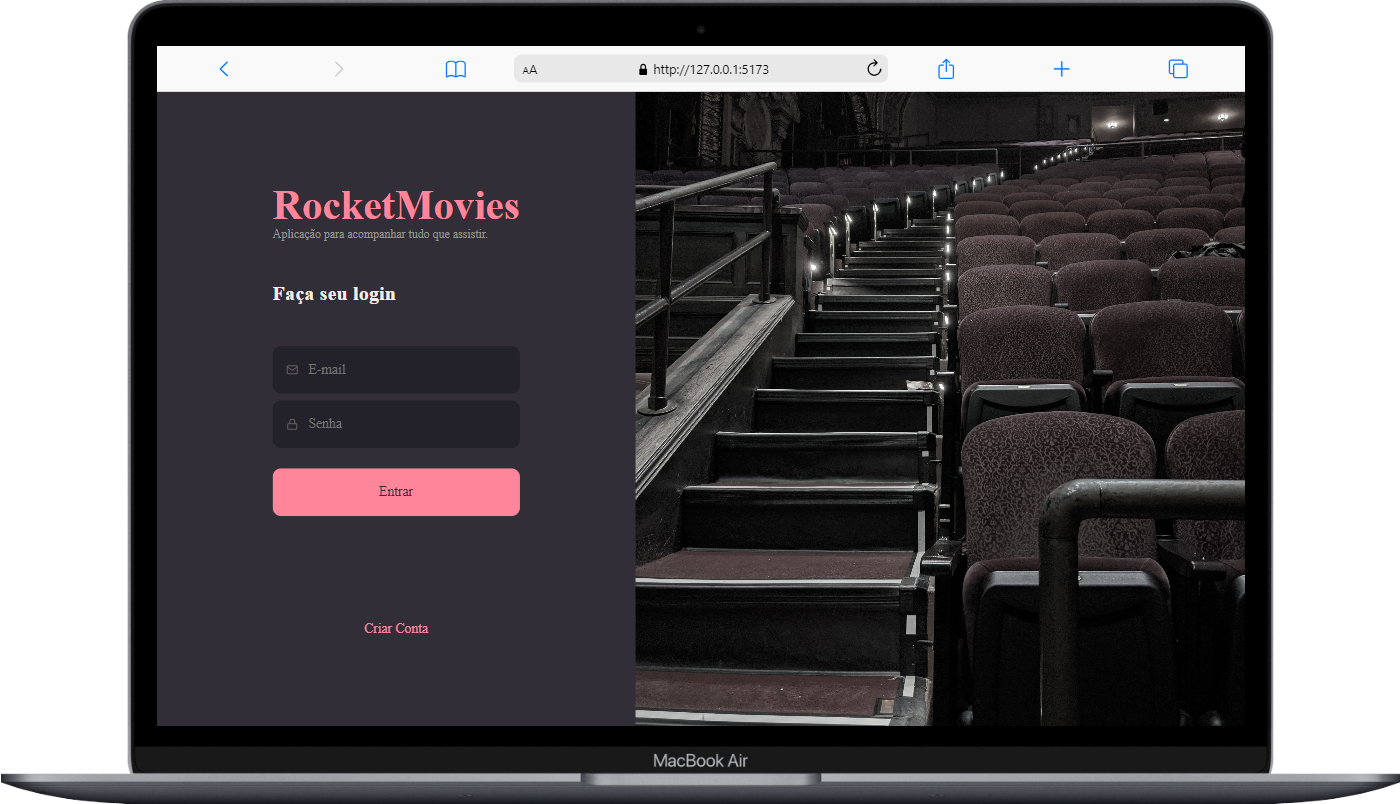 AA
http://127.0.0.1:5173
RocketMovies
Aplicação para acompanhar tudo que assistir.
Faça seu login
E-mail
Senha
Entrar
Criar Conta
MacBook Air